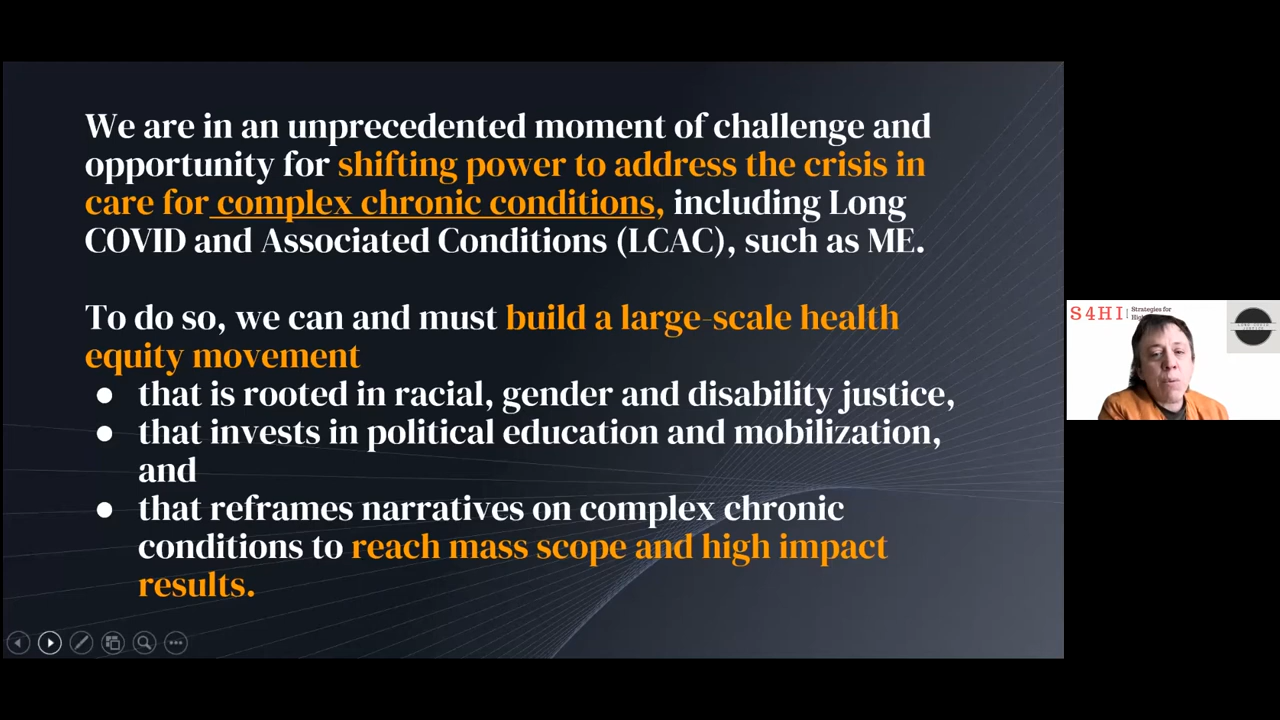 We are in an unprecedented moment of challenge and
opportunity for shifting power to address the crisis in
care for complex chronic conditions, including Long
COVID and Associated Conditions (LCAC), such as ME.
To do so, we can and must build a large-scale health
equity movement
● that is rooted in racial, gender and disability justice,
● that invests in political education and mobilization,
and
● that reframes narratives on complex chronic
conditions to reach mass scope and high impact
results.
S4HI
Strategies for